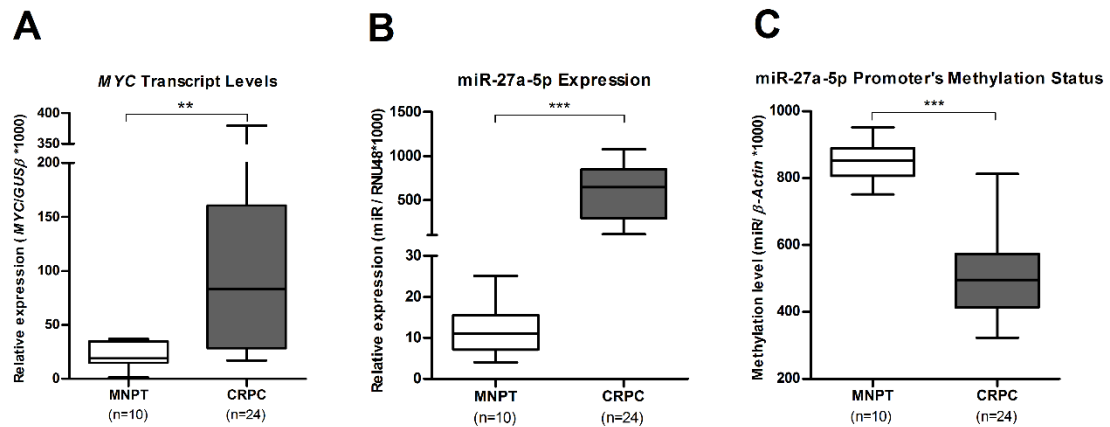 A
MYC Transcript Levels
**
Relative expression (MYC/GUSβ *1000)
400
350
200
150
100
50
0
MNPT
CRPC
(n=10)
(n=24)
B
miR-27a-5p Expression
***
Relative expression (miR / RNU48*1000)
1500
1000
500
30
20
10
0
MNPT
CRPC
(n=10)
(n=24)
C
miR-27a-5p Promoter's Methylation Status
***
Methylation level (miR/ β-Actin *1000)
1000
800
600
400
200
MNPT
CRPC
(n=10)
(n=24)